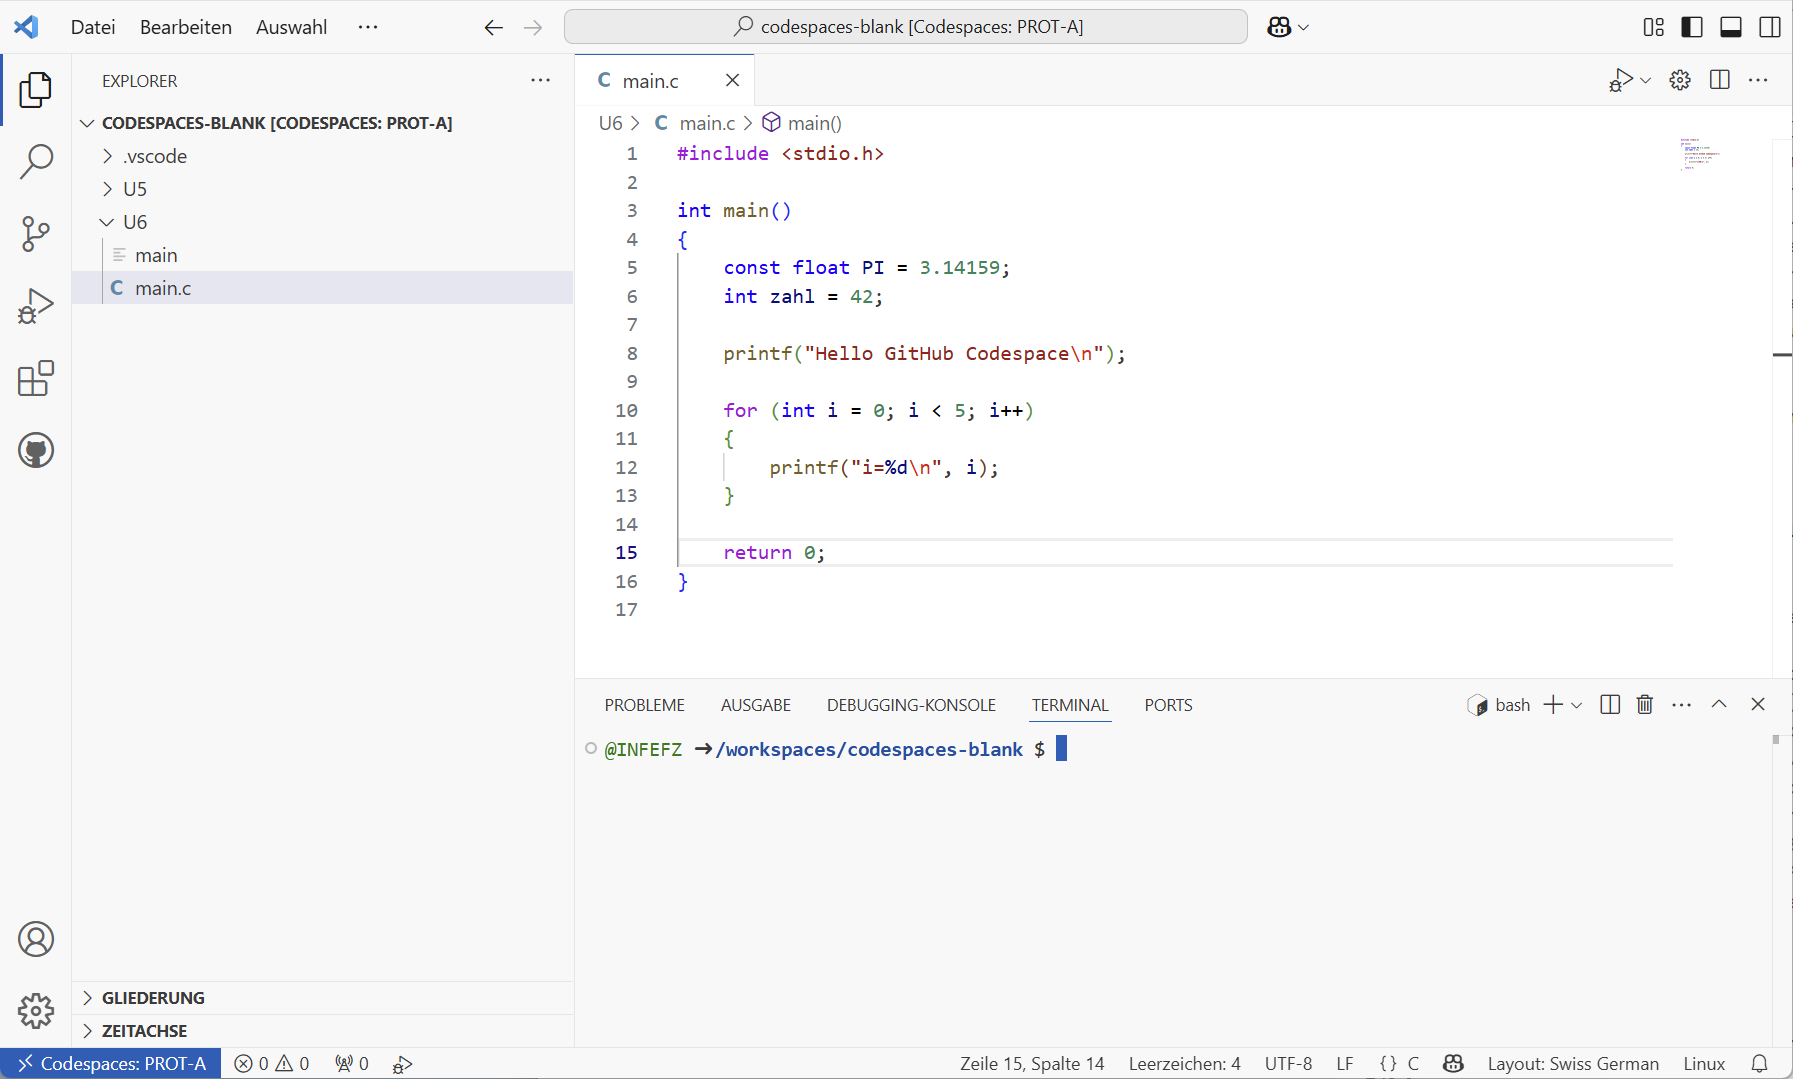 Datei Bearbeiten Auswahl ··· codespaces-blank [Codespaces: PROT-A]
EXPLORER
CODESPACES-BLANK [CODESPACES: PROT-A]
.vscode
U5
U6
main
C main.c
GLIEDERUNG
ZEITACHSE
C main.c
U6 > C main.c > main()
1 #include <stdio.h>
2
3 int main()
4 {
5 const float PI = 3.14159;
6 int zahl = 42;
7
8 printf("Hello GitHub Codespace\n");
9
10 for (int i = 0; i < 5; i++)
11 {
12 printf("i=%d\n", i);
13 }
14
15 return 0;
16 }
17
PROBLEME AUSGABE DEBUGGING-KONSOLE TERMINAL PORTS bash
@INFEFZ ➜/workspaces/codespaces-blank $
Codespaces: PROT-A 0 0 0 Zeile 15, Spalte 14 Leerzeichen: 4 UTF-8 LF {} C Layout: Swiss German Linux